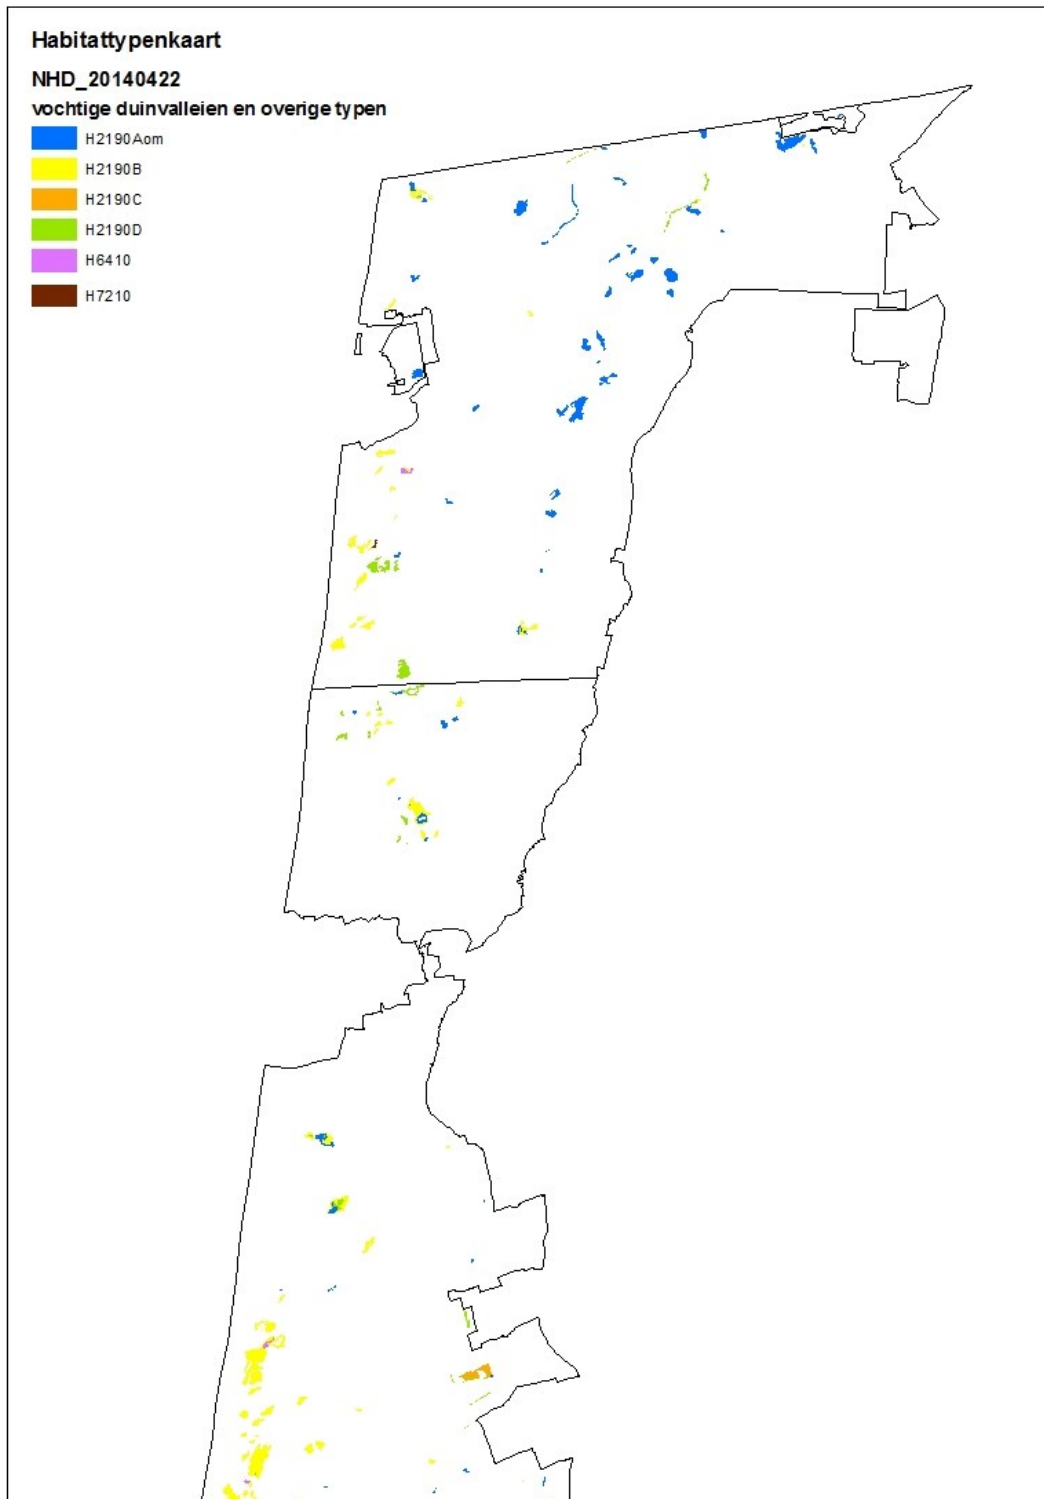 Habitattypenkaart
NHD_20140422
vochtige duinvalleien en overige typen
H2190Aom
H2190B
H2190C
H2190D
H6410
H7210